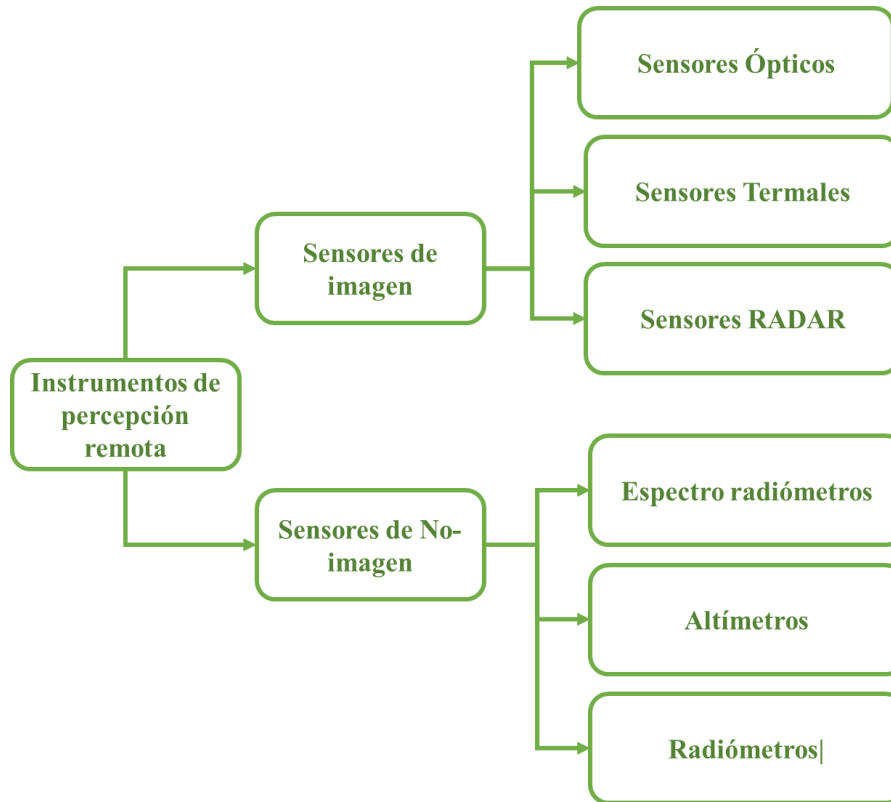 Sensores Ópticos
Sensores Termales
Sensores de
imagen
Sensores RADAR
Instrumentos de
percepción
remota
Espectro radiómetros
Sensores de No-
imagen
Altímetros
Radiómetros|